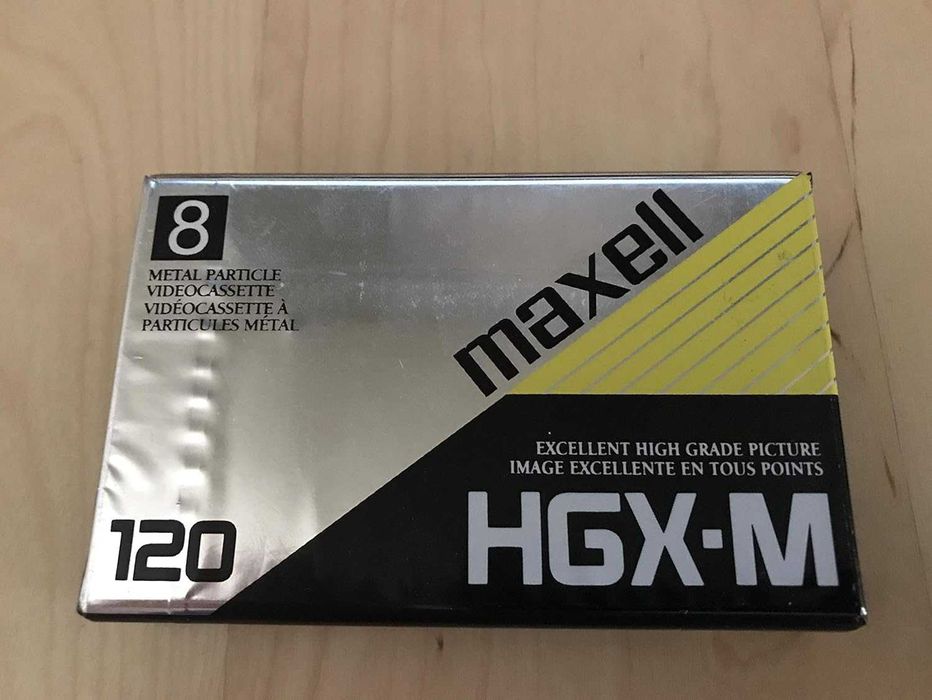 8
METAL PARTICLE
VIDEOCASSETTE
VIDÉOCASSETTE À
PARTICULES MÉTAL
maxell
EXCELLENT HIGH GRADE PICTURE
IMAGE EXCELLENTE EN TOUS POINTS
120
HGX-M